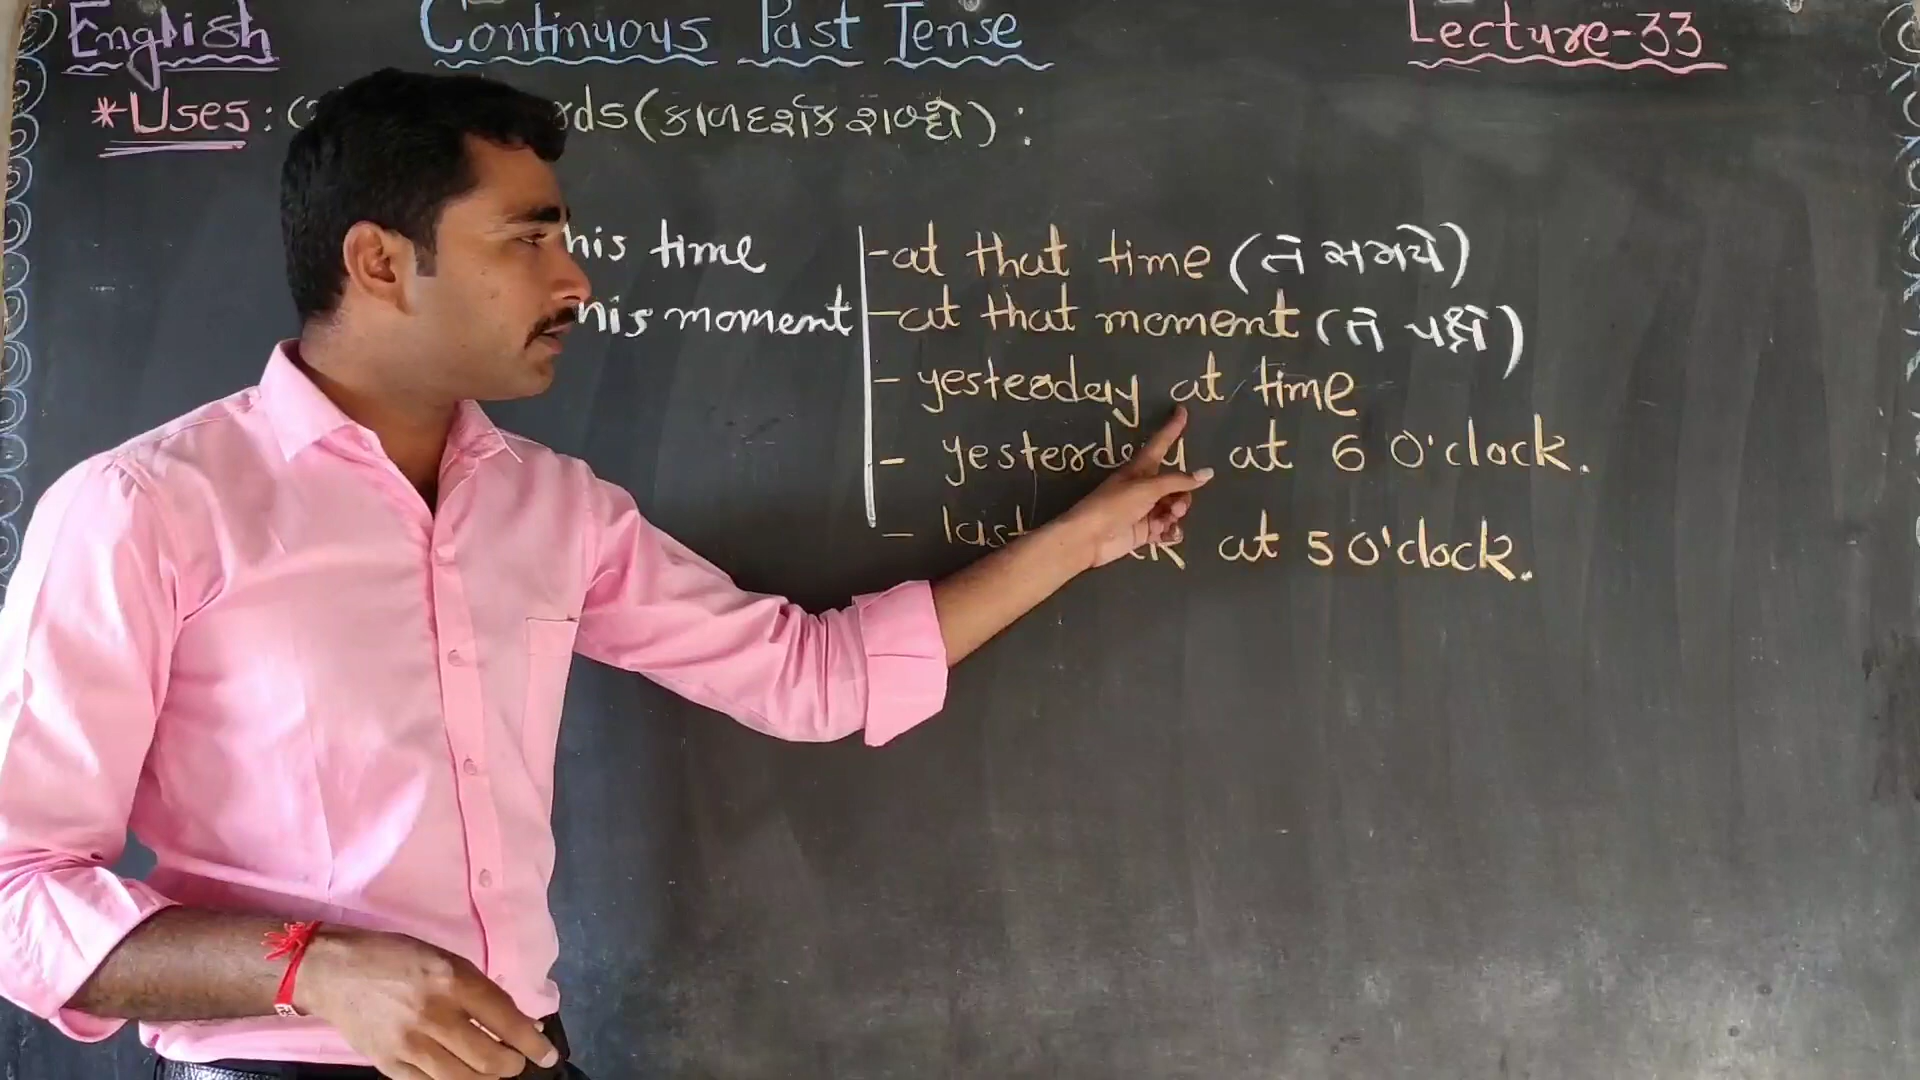 English Continuous Past Tense Lecture-33
*Uses: rds (કાળદર્શક શબ્દો) :
his time
-at that time (તે સમયે)
his moment
-at that moment (તે પળે)
- yesterday at time
- yesterday at 6 O'clock.
- last at 5 O'clock.